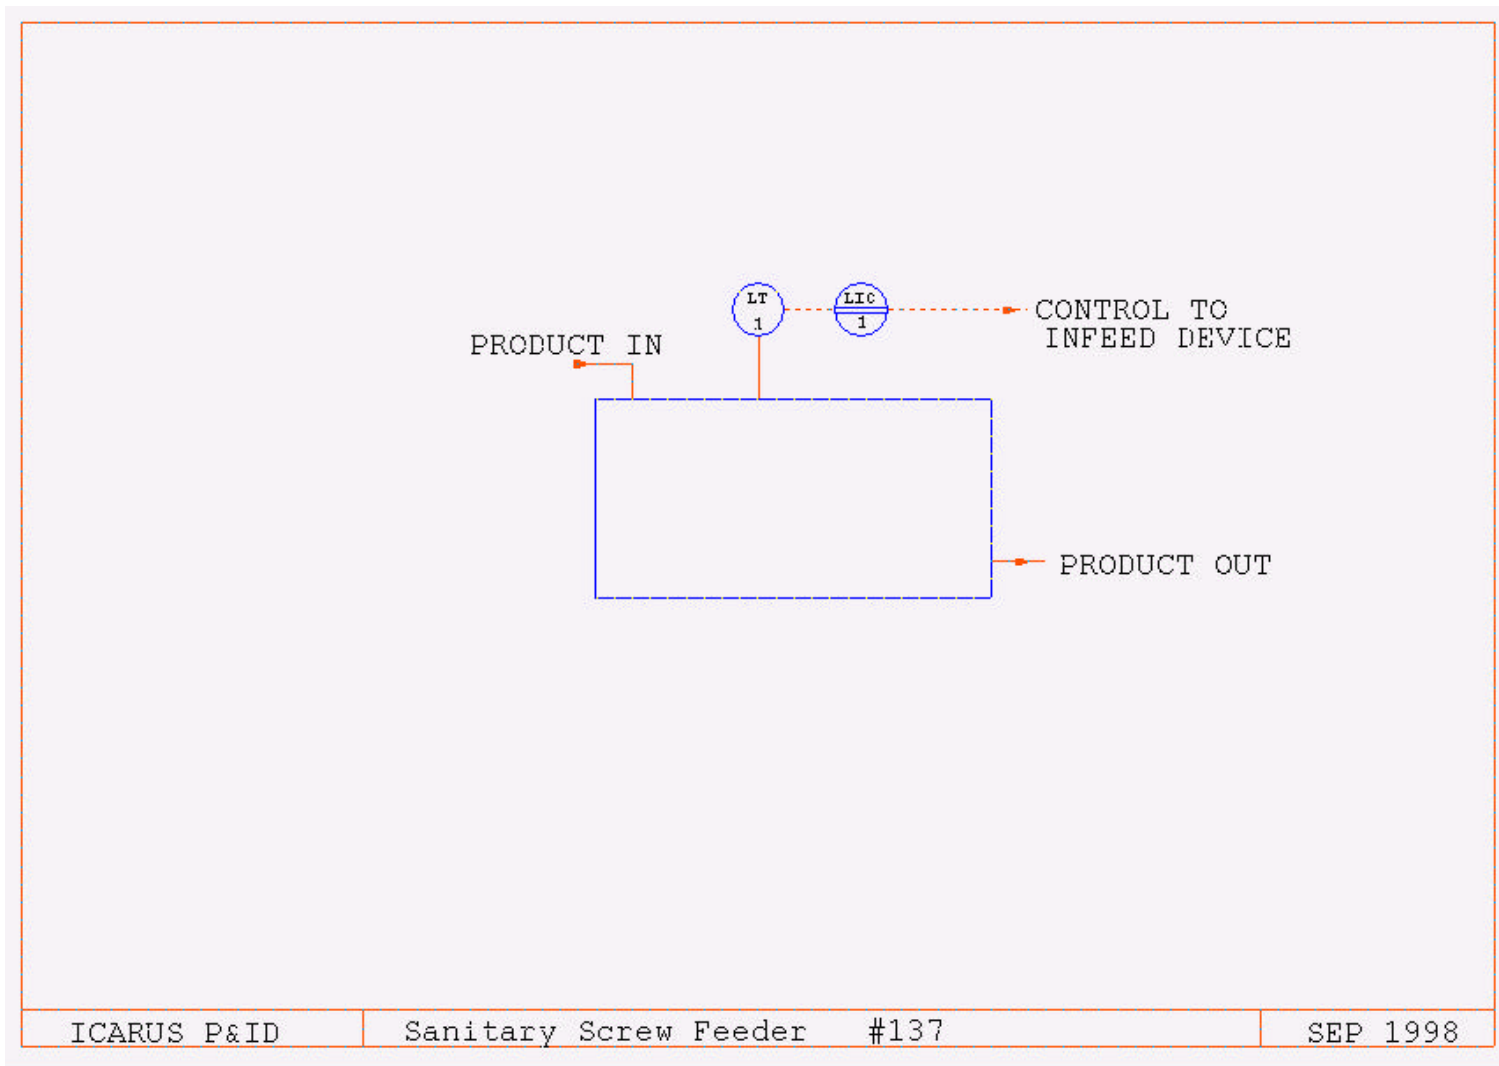 LT
1
LIC
1
CONTROL TO
INFEED DEVICE
PRODUCT IN
PRODUCT OUT
ICARUS P&ID
Sanitary Screw Feeder #137
SEP 1998